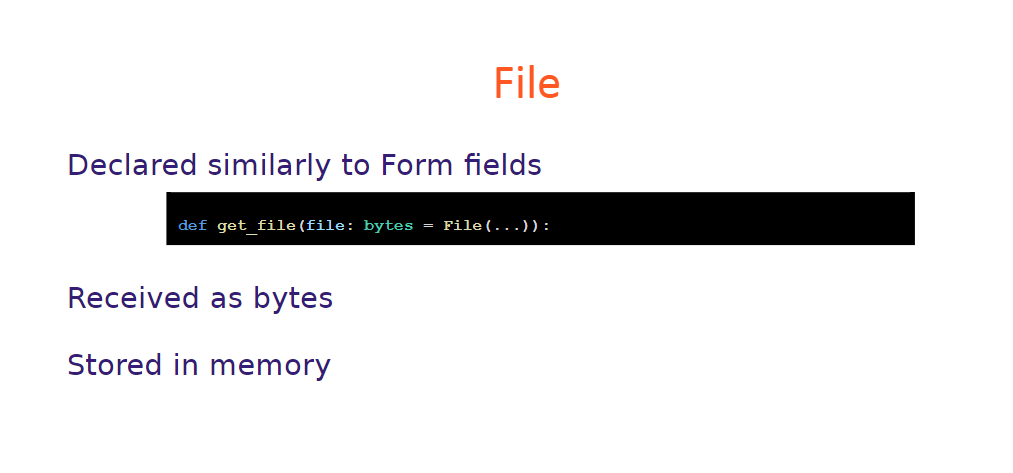 File
Declared similarly to Form fields
def get_file(file: bytes = File(...)):
Received as bytes
Stored in memory